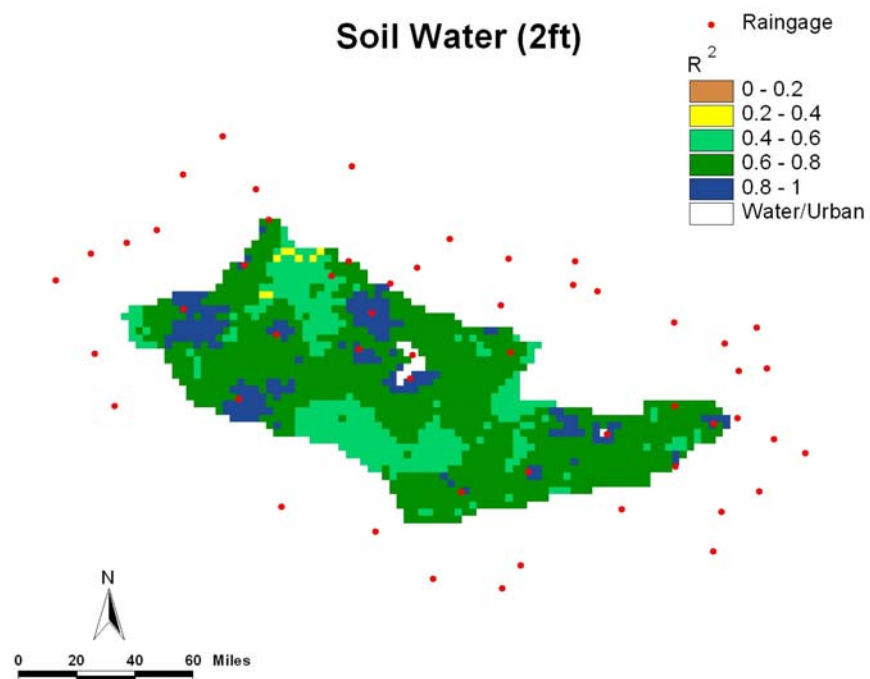 Soil Water (2ft)
Raingage
R 2
0 - 0.2
0.2 - 0.4
0.4 - 0.6
0.6 - 0.8
0.8 - 1
Water/Urban
N
0 20 40 60 Miles